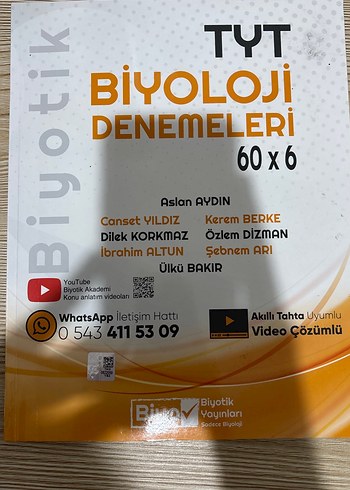 Biyotik
TYT
BİYOLOJİ
DENEMELERİ
60 x 6
Aslan AYDIN
Canset YILDIZ Kerem BERKE
Dilek KORKMAZ Özlem DİZMAN
İbrahim ALTUN Şebnem ARI
Ülkü BAKIR
YouTube
Biyotik Akademi
Konu anlatım videoları
WhatsApp İletişim Hattı
0 543 411 53 09
Akıllı Tahta Uyumlu
Video Çözümlü
Biyotik
Yayınları
Sadece Biyoloji